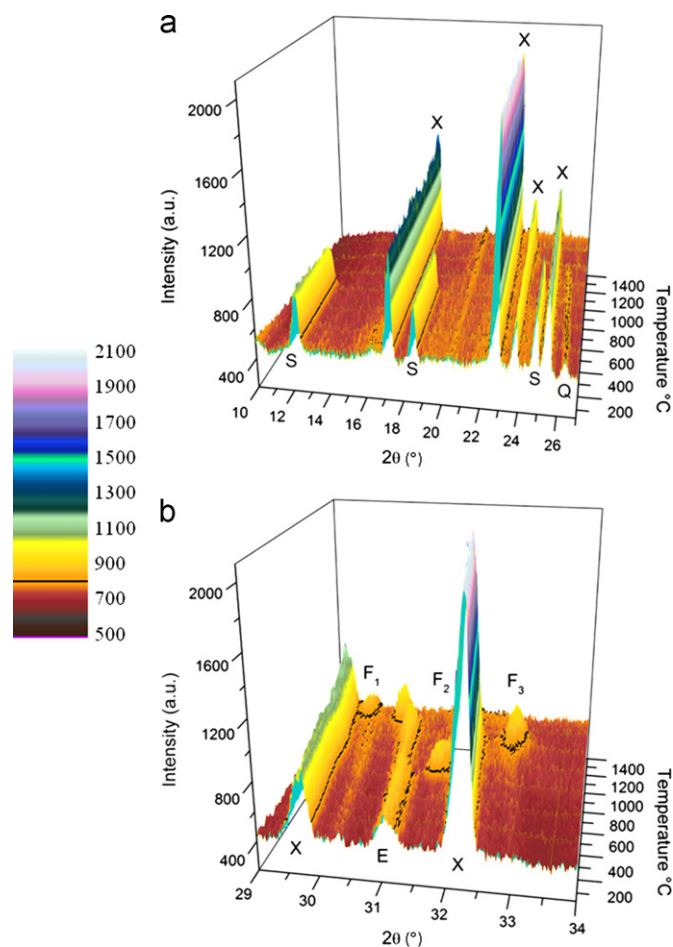 a
X
X
X
X
2000
1600
1200
800
400
Intensity (a.u.)
S
S
S
Q
10
12
14
16
18
20
22
24
26
2θ (°)
1400
1200
1000
800
600
400
200
Temperature °C
2100
1900
1700
1500
1300
1100
900
700
500
b
F1
F2
F3
2000
1600
1200
800
400
Intensity (a.u.)
X
E
X
29
30
31
32
33
34
2θ (°)
1400
1200
1000
800
600
400
200
Temperature °C